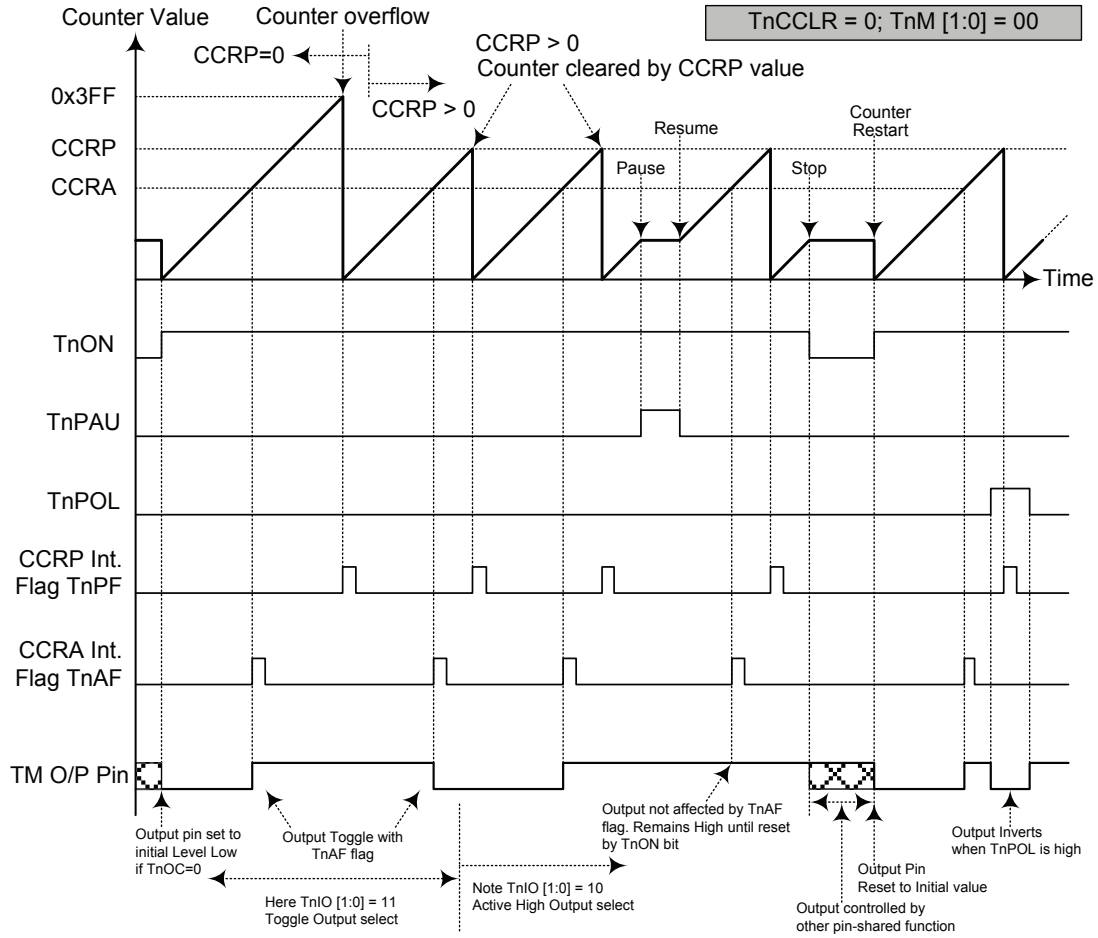 Counter Value
Counter overflow
TnCCLR = 0; TnM [1:0] = 00
CCRP=0
CCRP > 0
CCRP > 0
Counter cleared by CCRP value
0x3FF
CCRP
CCRA
Pause
Resume
Stop
Counter
Restart
Time
TnON
TnPAU
TnPOL
CCRP Int.
Flag TnPF
CCRA Int.
Flag TnAF
TM O/P Pin
Output pin set to
initial Level Low
if TnOC=0
Output Toggle with
TnAF flag
Output not affected by TnAF
flag. Remains High until reset
by TnON bit
Output Inverts
when TnPOL is high
Output Pin
Reset to Initial value
Here TnIO [1:0] = 11
Toggle Output select
Note TnIO [1:0] = 10
Active High Output select
Output controlled by
other pin-shared function